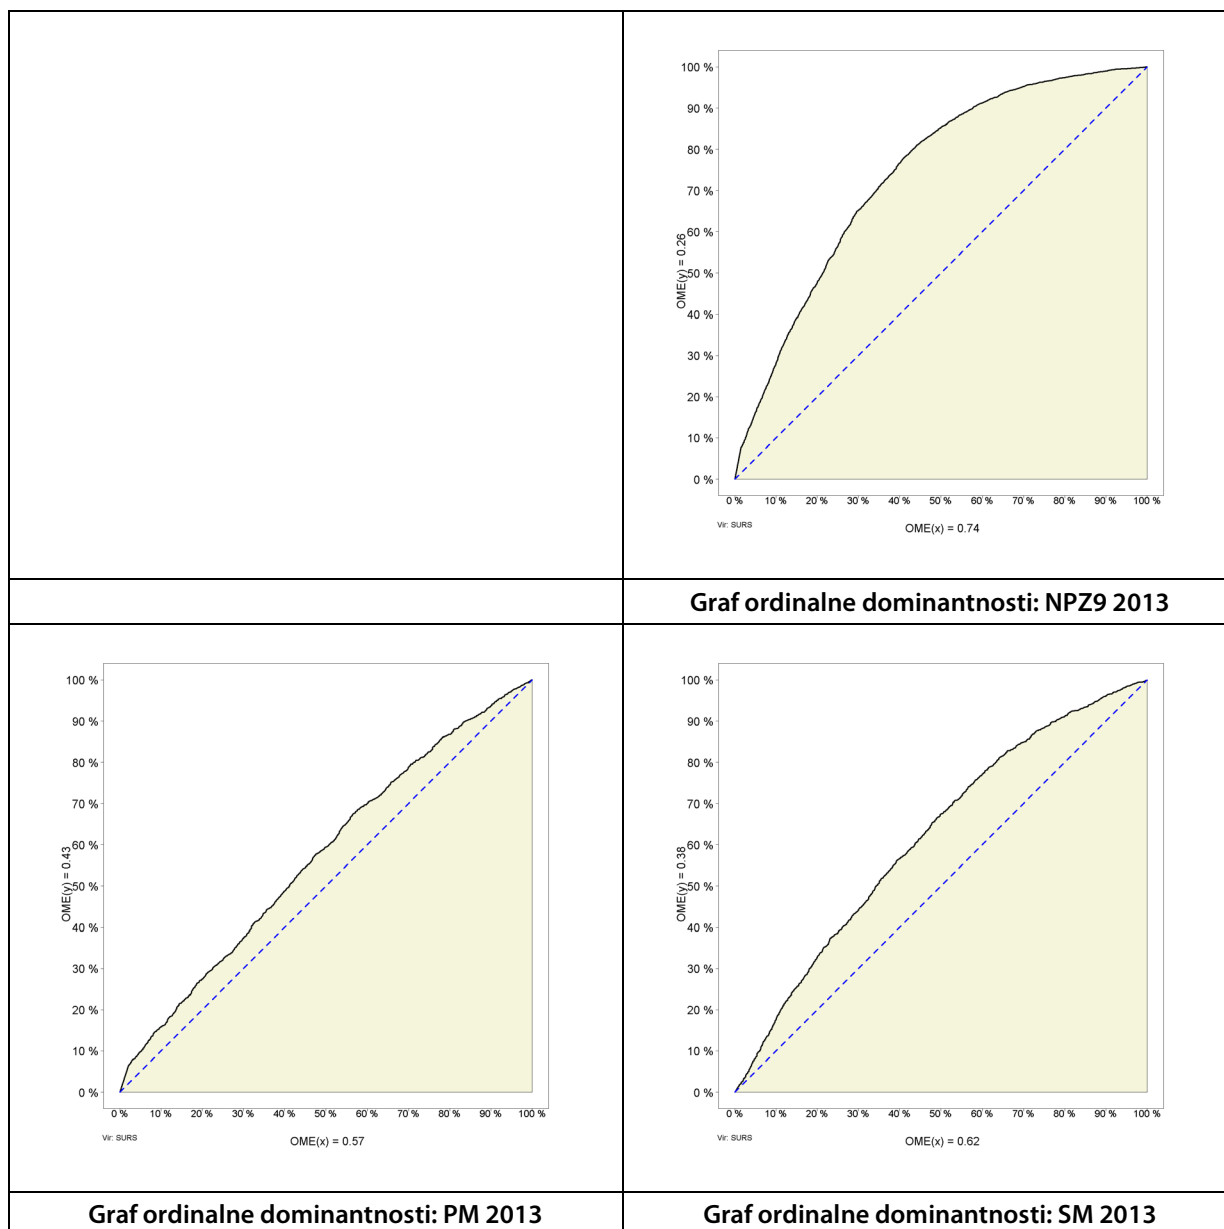 100 %
90 %
80 %
70 %
60 %
50 %
40 %
30 %
20 %
10 %
0 %
OME(y) = 0.26
0 % 10 % 20 % 30 % 40 % 50 % 60 % 70 % 80 % 90 % 100 %
Vir: SURS
OME(x) = 0.74
Graf ordinalne dominantnosti: NPZ9 2013
100 %
90 %
80 %
70 %
60 %
50 %
40 %
30 %
20 %
10 %
0 %
OME(y) = 0.43
0 % 10 % 20 % 30 % 40 % 50 % 60 % 70 % 80 % 90 % 100 %
Vir: SURS
OME(x) = 0.57
Graf ordinalne dominantnosti: PM 2013
100 %
90 %
80 %
70 %
60 %
50 %
40 %
30 %
20 %
10 %
0 %
OME(y) = 0.38
0 % 10 % 20 % 30 % 40 % 50 % 60 % 70 % 80 % 90 % 100 %
Vir: SURS
OME(x) = 0.62
Graf ordinalne dominantnosti: SM 2013